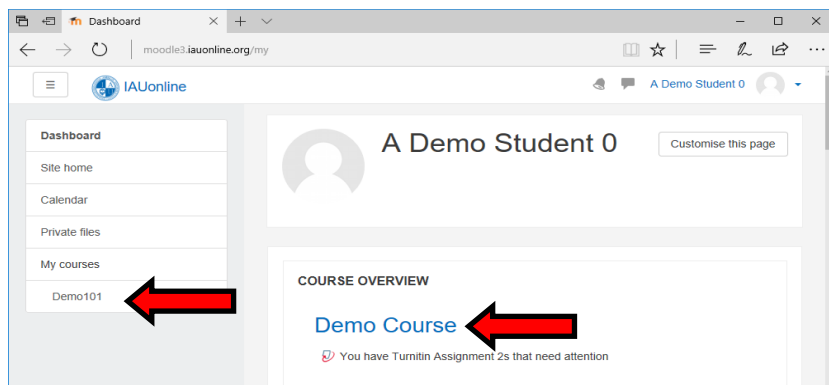 Dashboard
moodle3.iauonline.org/my
IAUonline
A Demo Student 0
Dashboard
Site home
Calendar
Private files
My courses
Demo101
A Demo Student 0
Customise this page
COURSE OVERVIEW
Demo Course
You have Turnitin Assignment 2s that need attention